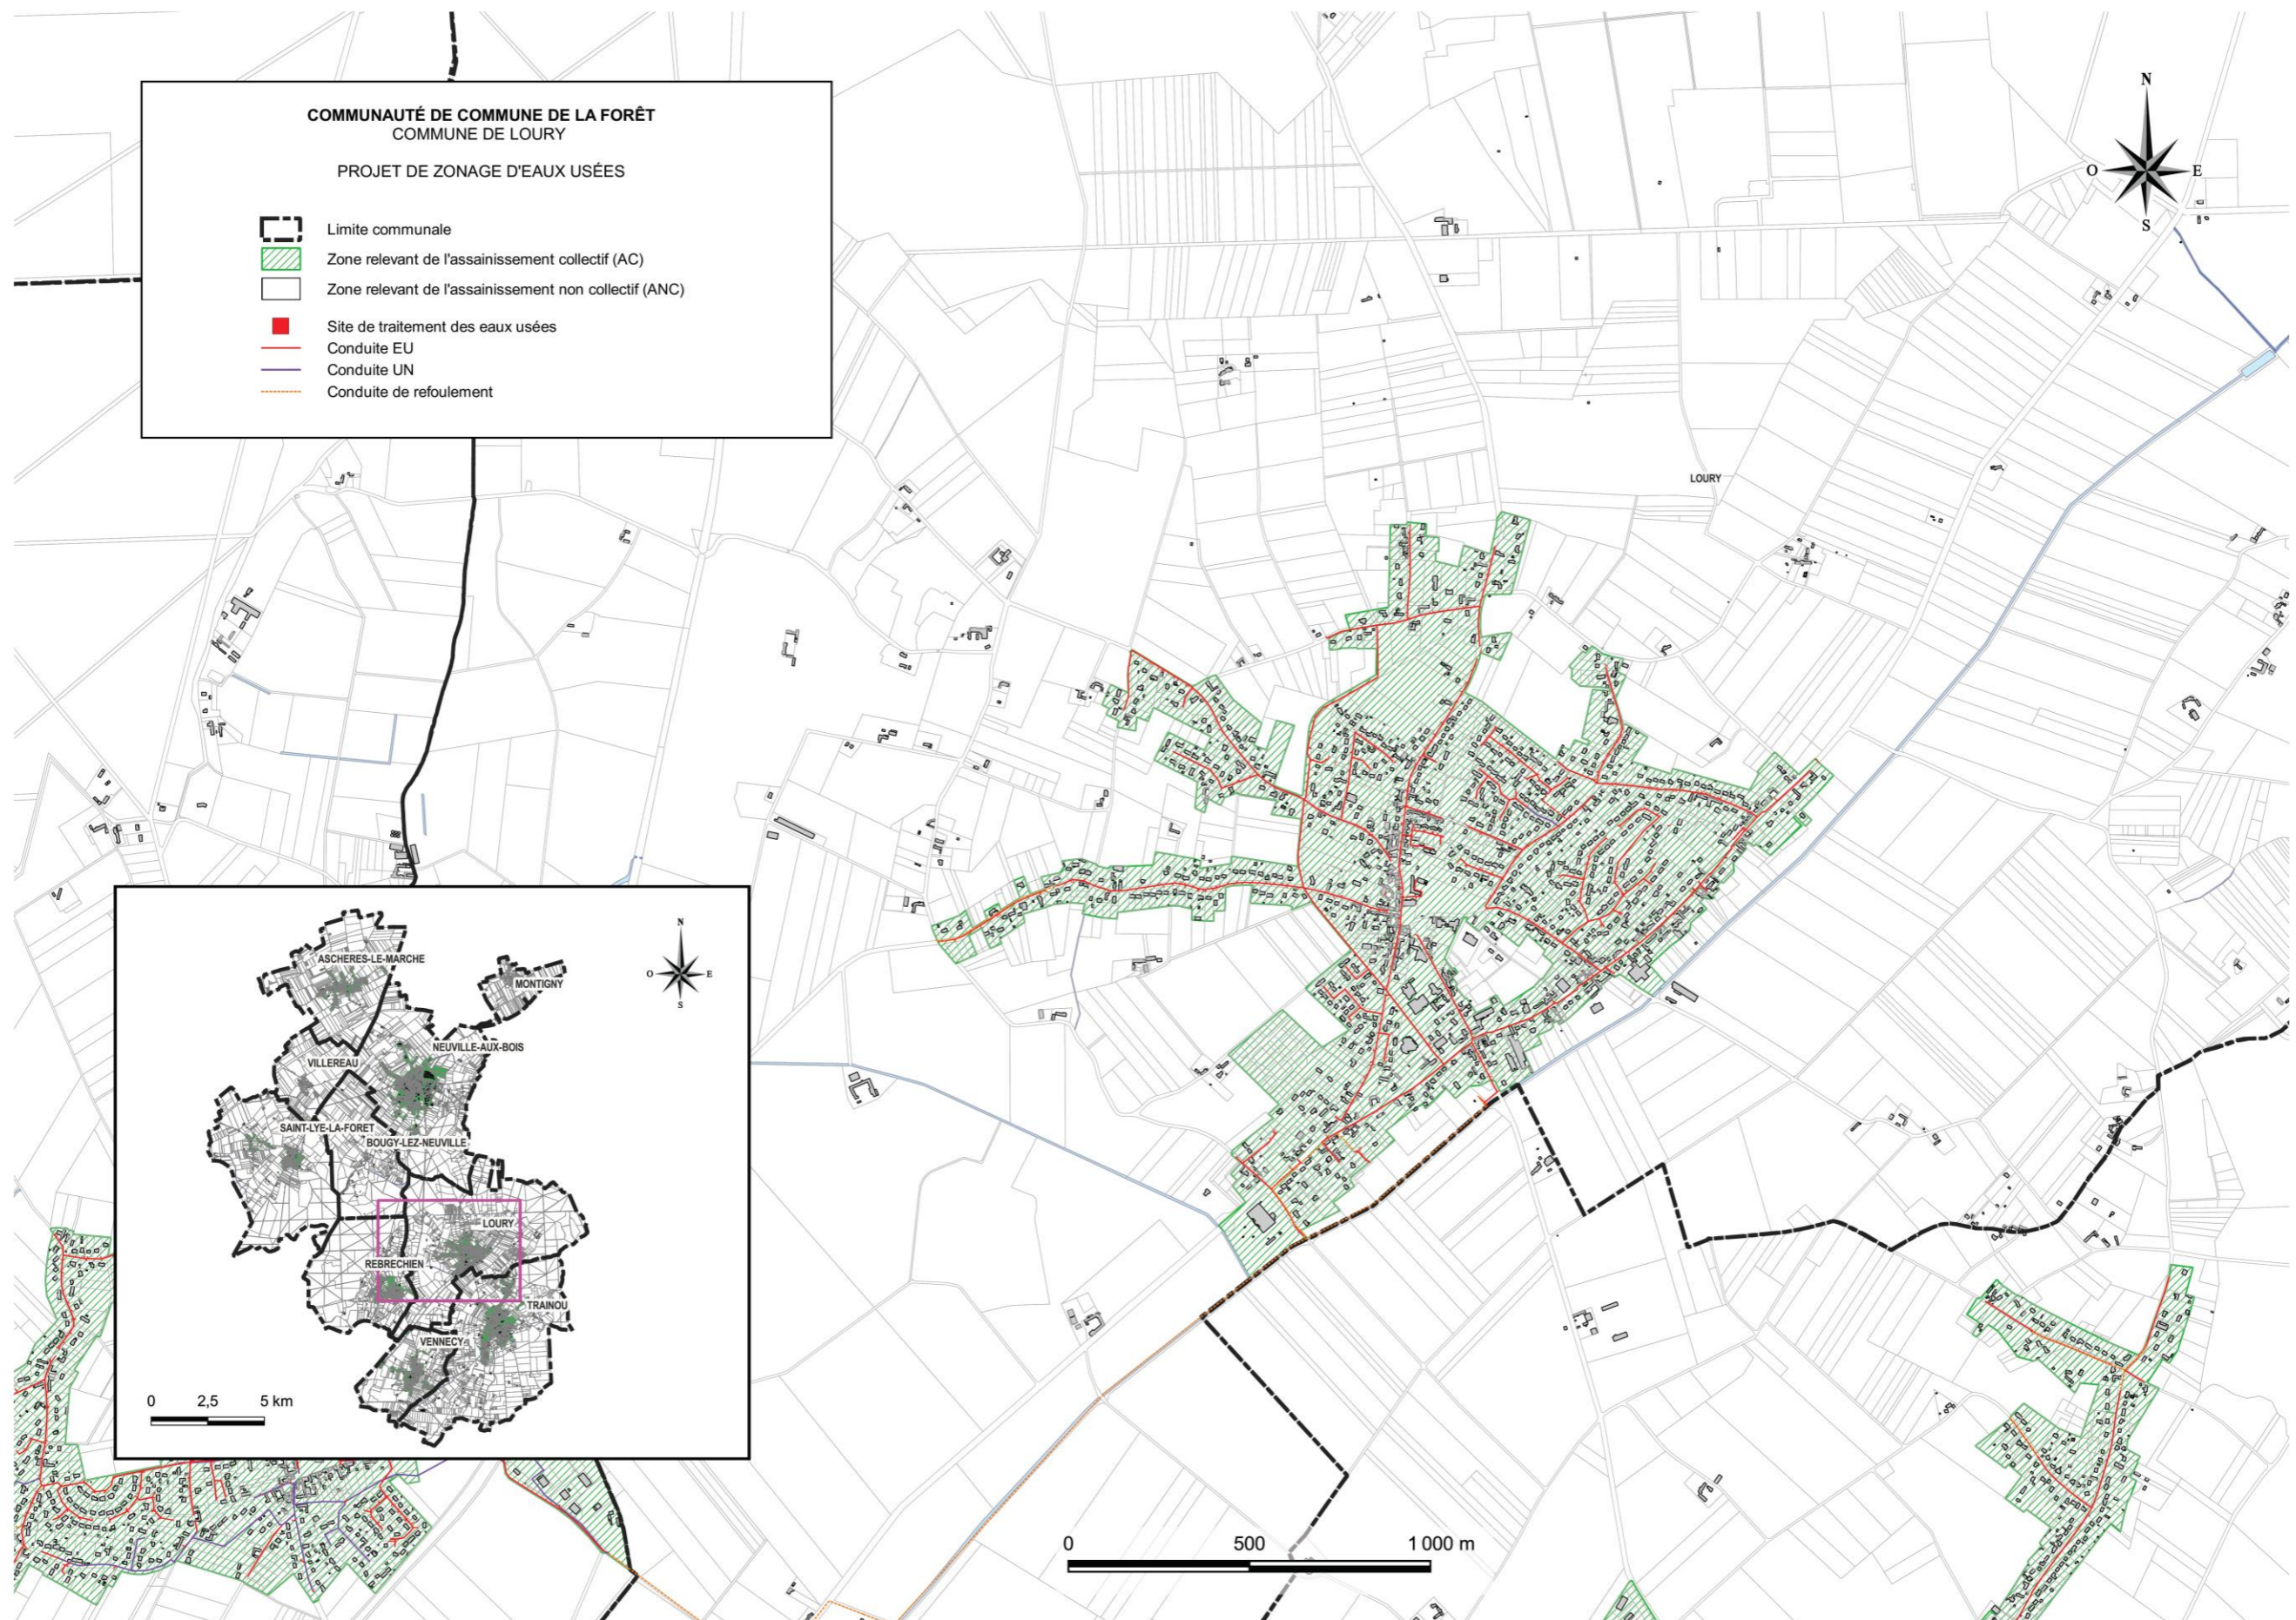 COMMUNAUTÉ DE COMMUNE DE LA FORÊT
COMMUNE DE LOURY
PROJET DE ZONAGE D'EAUX USÉES
Limite communale
Zone relevant de l'assainissement collectif (AC)
Zone relevant de l'assainissement non collectif (ANC)
Site de traitement des eaux usées
Conduite EU
Conduite UN
Conduite de refoulement
N
O
E
S
LOURY
N
O
E
S
ASCHERES-LE-MARCHE
MONTIGNY
NEUVILLE-AUX-BOIS
VILLEREAU
SAINT-LYE-LA-FORET
BOUGY-LEZ-NEUVILLE
LOURY
REBRECHIEN
TRAINOU
VENNECY
0 2,5 5 km
0 500 1 000 m